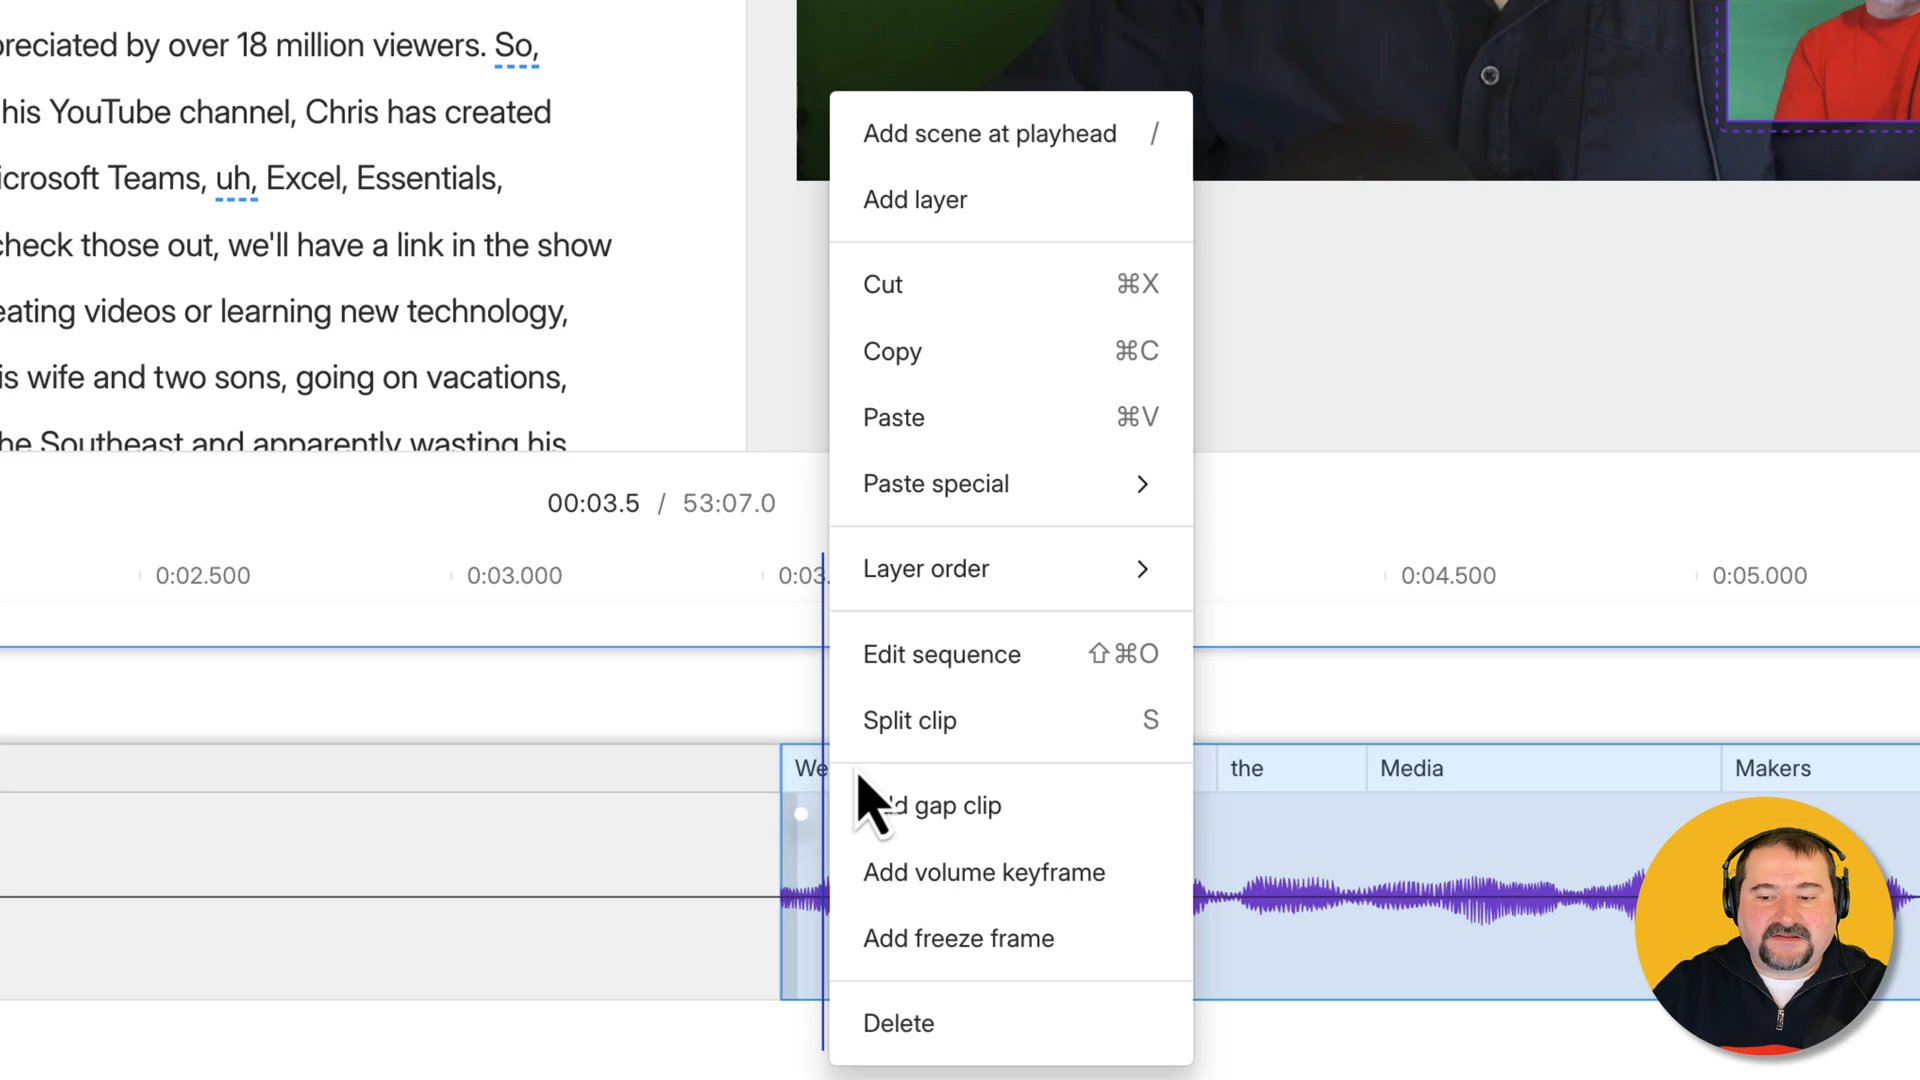 preciated by over 18 million viewers. So,
his YouTube channel, Chris has created
icrosoft Teams, uh, Excel, Essentials,
check those out, we'll have a link in the show
eating videos or learning new technology,
is wife and two sons, going on vacations,
he Southeast and apparently wasting his
Add scene at playhead /
Add layer
Cut ⌘X
Copy ⌘C
Paste ⌘V
Paste special
Layer order
Edit sequence ⇧⌘O
Split clip S
gap clip
Add volume keyframe
Add freeze frame
Delete
00:03.5 / 53:07.0
0:02.500 0:03.000 0:03. 0:04.500 0:05.000
We the Media Makers